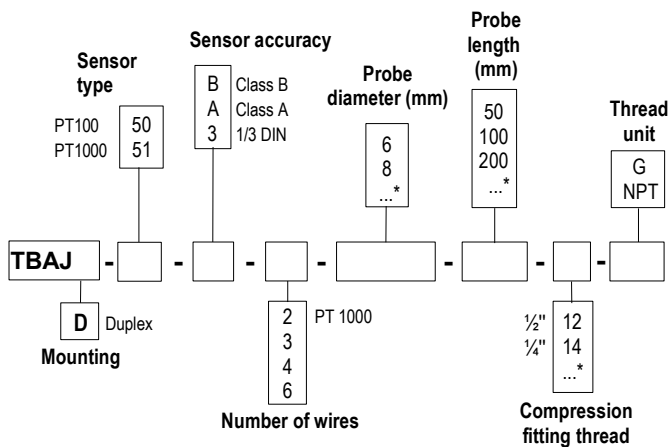 Sensor type
PT100 50
PT1000 51
Sensor accuracy
B Class B
A Class A
3 1/3 DIN
Probe diameter (mm)
6
8
...*
Probe length (mm)
50
100
200
...*
Thread unit
G
NPT
TBAJ - - - - - - -
D Duplex
Mounting
2 PT 1000
3
4
6
Number of wires
½" 12
¼" 14
...*
Compression fitting thread